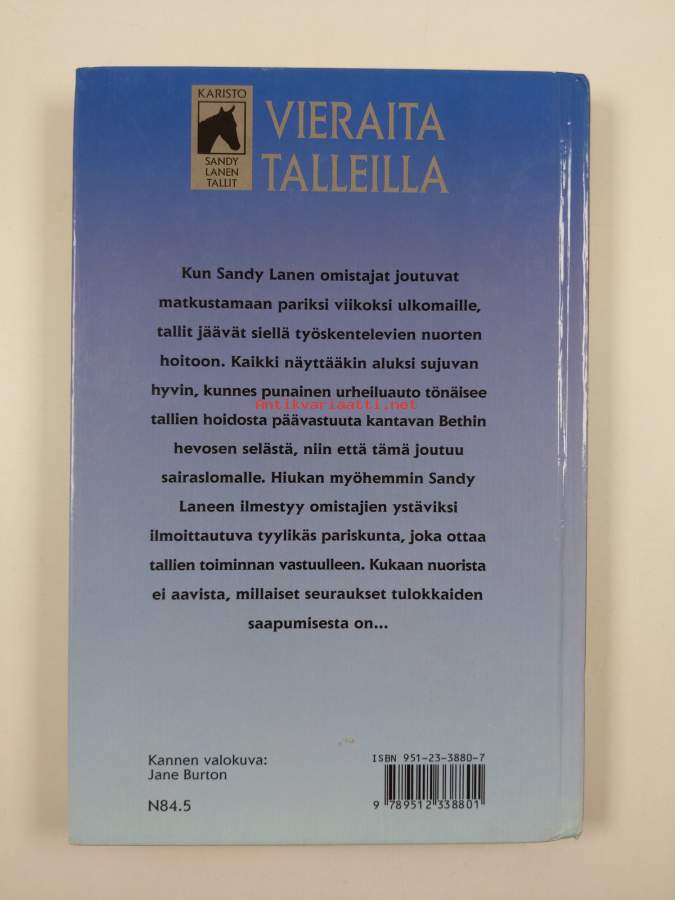 KARISTO
SANDY
LANEN
TALLIT
VIERAITA
TALLEILLA
Kun Sandy Lanen omistajat joutuvat
matkustamaan pariksi viikoksi ulkomaille,
tallit jäävät siellä työskentelevien nuorten
hoitoon. Kaikki näyttääkin aluksi sujuvan
hyvin, kunnes punainen urheiluauto tönäisee
Antikvariaatti.net
tallien hoidosta päävastuuta kantavan Bethin
hevosen selästä, niin että tämä joutuu
sairaslomalle. Hiukan myöhemmin Sandy
Laneen ilmestyy omistajien ystäviksi
ilmoittautuva tyylikäs pariskunta, joka ottaa
tallien toiminnan vastuulleen. Kukaan nuorista
ei aavista, millaiset seuraukset tulokkaiden
saapumisesta on...
Kannen valokuva:
Jane Burton
N84.5
ISBN 951-23-3880-7
9 789512 338801